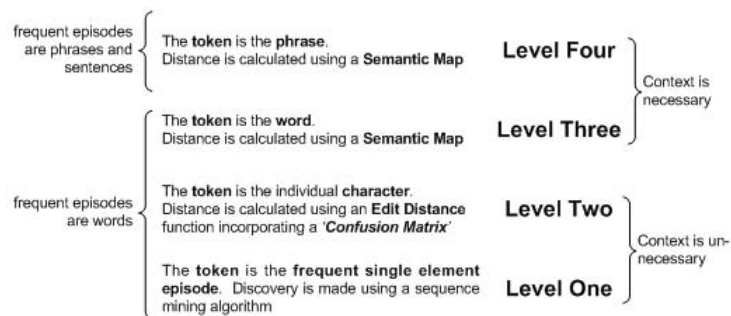 frequent episodes
are phrases and
sentences
The token is the phrase.
Distance is calculated using a Semantic Map
Level Four
Context is
necessary
The token is the word.
Distance is calculated using a Semantic Map
Level Three
frequent episodes
are words
The token is the individual character.
Distance is calculated using an Edit Distance
function incorporating a 'Confusion Matrix'
Level Two
Context is un-
necessary
The token is the frequent single element
episode. Discovery is made using a sequence
mining algorithm
Level One